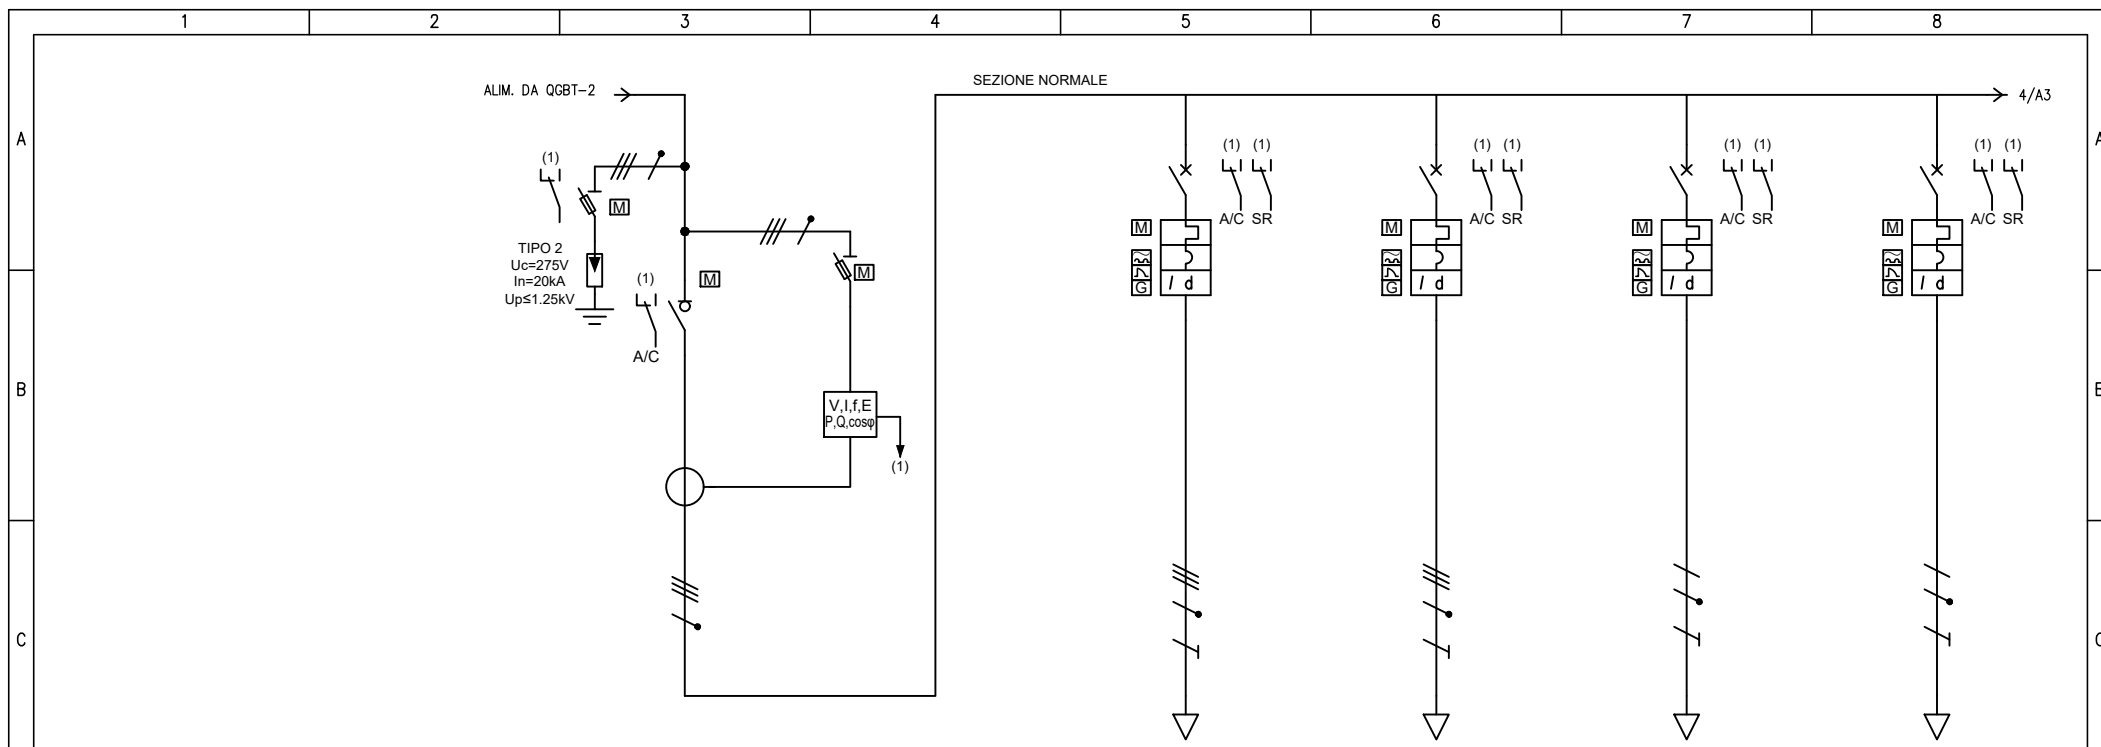 1 2 3 4 5 6 7 8
ALIM. DA QGBT-2
SEZIONE NORMALE
4/A3
A A
(1)
(1) (1) (1) (1) (1) (1) (1) (1)
M
A/C SR A/C SR A/C SR A/C SR
M M M M
TIPO 2
Uc=275V
In=20kA
Up≤1.25kV
(1)
M
M
I d I d I d I d
G G G G
A/C
B B
V,I,f,E
P,Q,cosφ
(1)
C C